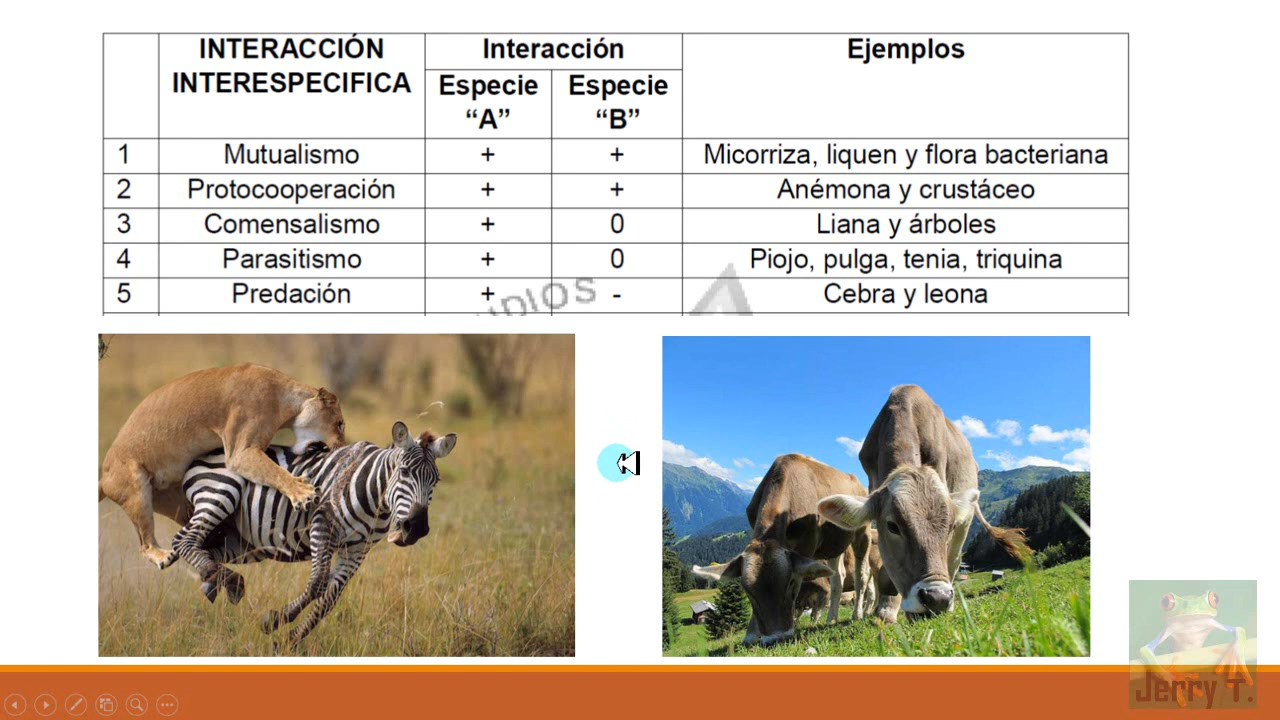 INTERACCIÓN INTERESPECIFICA Interacción Ejemplos
Especie “A” Especie “B”
1 Mutualismo + + Micorriza, liquen y flora bacteriana
2 Protocooperación + + Anémona y crustáceo
3 Comensalismo + 0 Liana y árboles
4 Parasitismo + 0 Piojo, pulga, tenia, triquina
5 Predación + - Cebra y leona
Jerry T.